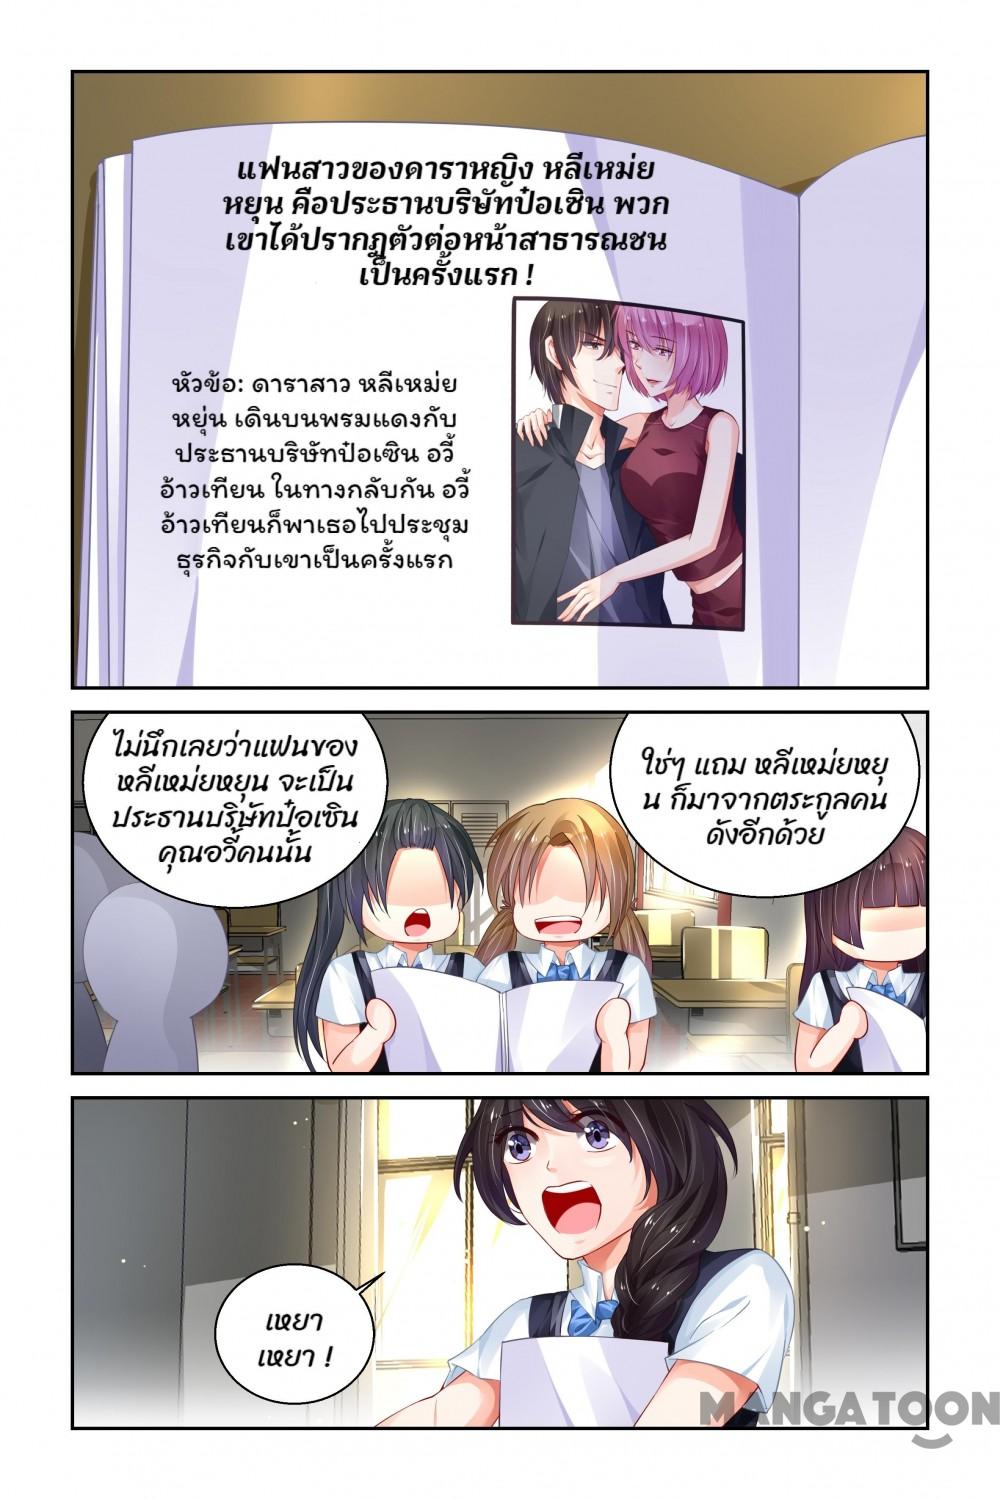 แฟนสาวของดาราหญิง หลีเหม่ย
หยุน คือประธานบริษัทป๋อเซิน พวก
เขาได้ปรากฏตัวต่อหน้าสาธารณชน
เป็นครั้งแรก !
หัวข้อ: ดาราสาว หลีเหม่ย
หยุ่น เดินบนพรมแดงกับ
ประธานบริษัทป๋อเซิน อวี้
อ้าวเทียน ในทางกลับกัน อวี้
อ้าวเทียนก็พาเธอไปประชุม
ธุรกิจกับเขาเป็นครั้งแรก
ไม่นึกเลยว่าแฟนของ
หลีเหม่ยหยุน จะเป็น
ประธานบริษัทป๋อเซิน
คุณอวี้คนนั้น
ใช่ๆ แถม หลีเหม่ยหยุ
น ก็มาจากตระกูลคน
ดังอีกด้วย
เหยา
เหยา !
MANGATOON